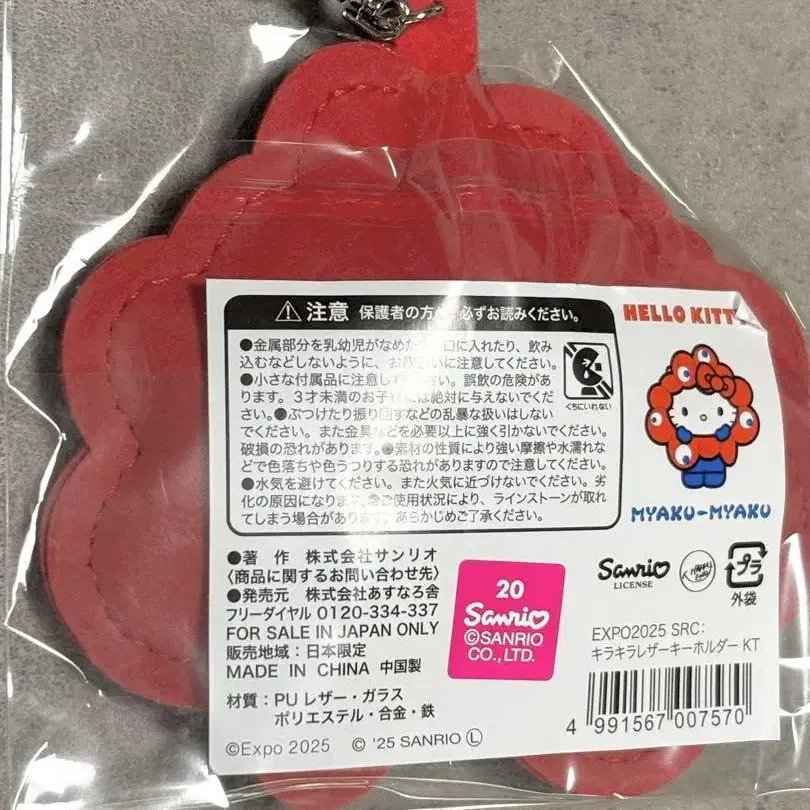 ⚠ 注意 保護者の方 必ずお読みください。
●金属部分を乳幼児がなめた 口に入れたり、飲み
込むなどしないように、お取扱いに注意してください。
●小さな付属品に注意してください。誤飲の危険があ
ります。3才未満のお子様には絶対に与えないでくだ
さい。●ぶつけたり振り回すなどの乱暴な扱いはしない
でください。また金具などを必要以上に強く引かないでください。
破損の恐れがあります。●素材の性質により強い摩擦や水濡れな
どで色落ちや色うつりする恐れがありますので注意してください。
●水気を避けてください。また火気に近づけないでください。劣
化の原因になります。●ご使用状況により、ラインストーンが取れ
てしまう場合があります。あらかじめご了承ください。
くちにいれない
HELLO KITTY
MYAKU-MYAKU
●著 作 株式会社サンリオ
〈商品に関するお問い合わせ先〉
●発売元 株式会社あすなろ舎
フリーダイヤル 0120-334-337
FOR SALE IN JAPAN ONLY
販売地域:日本限定
MADE IN CHINA 中国製
材質:PU レザー・ガラス
ポリエステル・合金・鉄
©Expo 2025 © '25 SANRIO Ⓛ
20
Sanrio
©SANRIO
CO., LTD.
Sanrio
LICENSE
プラ
外袋
EXPO2025 SRC:
キラキラレザーキーホルダー KT
4 991567 007570